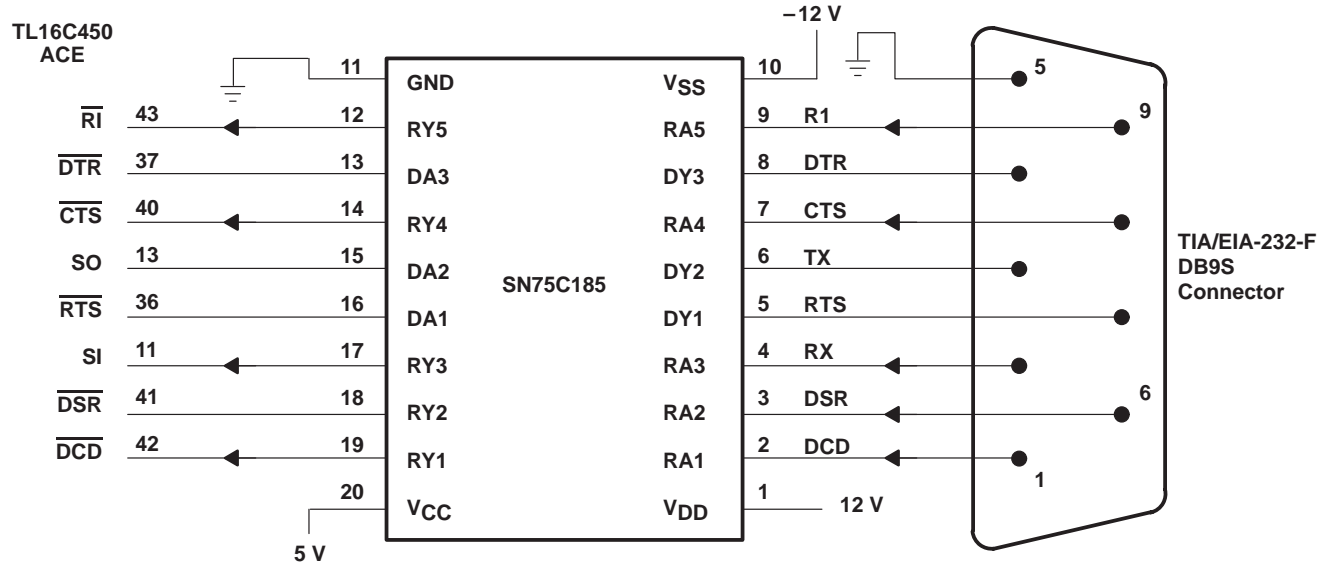 TL16C450
ACE
−12 V
11 GND VSS 10 5
RI 43 12 RY5 RA5 9 R1 9
DTR 37 13 DA3 DY3 8 DTR
CTS 40 14 RY4 RA4 7 CTS
SO 13 15 DA2 DY2 6 TX
SN75C185
TIA/EIA-232-F
DB9S
Connector
RTS 36 16 DA1 DY1 5 RTS
SI 11 17 RY3 RA3 4 RX
DSR 41 18 RY2 RA2 3 DSR 6
DCD 42 19 RY1 RA1 2 DCD 1
20 VCC VDD 1 12 V
5 V